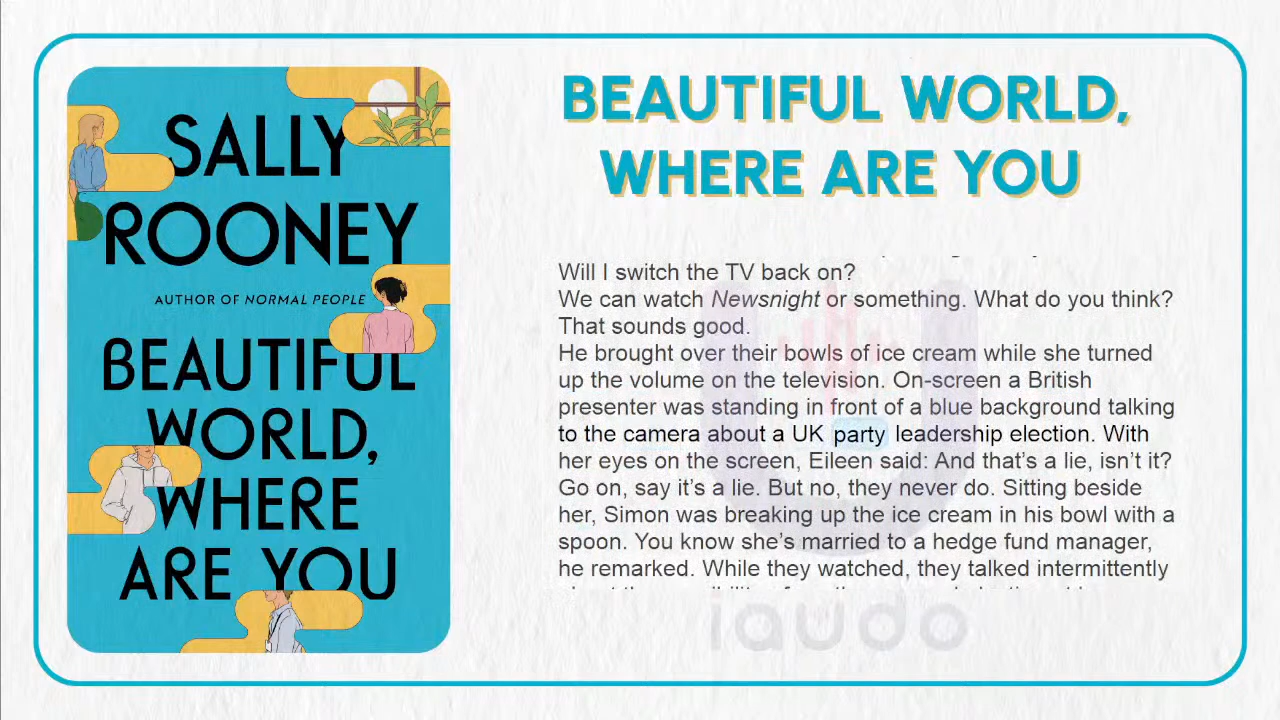 SALLY
ROONEY
AUTHOR OF NORMAL PEOPLE
BEAUTIFUL
WORLD,
WHERE
ARE YOU
BEAUTIFUL WORLD,
WHERE ARE YOU
Will I switch the TV back on?
We can watch Newsnight or something. What do you think?
That sounds good.
He brought over their bowls of ice cream while she turned
up the volume on the television. On-screen a British
presenter was standing in front of a blue background talking
to the camera about a UK party leadership election. With
her eyes on the screen, Eileen said: And that’s a lie, isn’t it?
Go on, say it’s a lie. But no, they never do. Sitting beside
her, Simon was breaking up the ice cream in his bowl with a
spoon. You know she’s married to a hedge fund manager,
he remarked. While they watched, they talked intermittently
iaudo